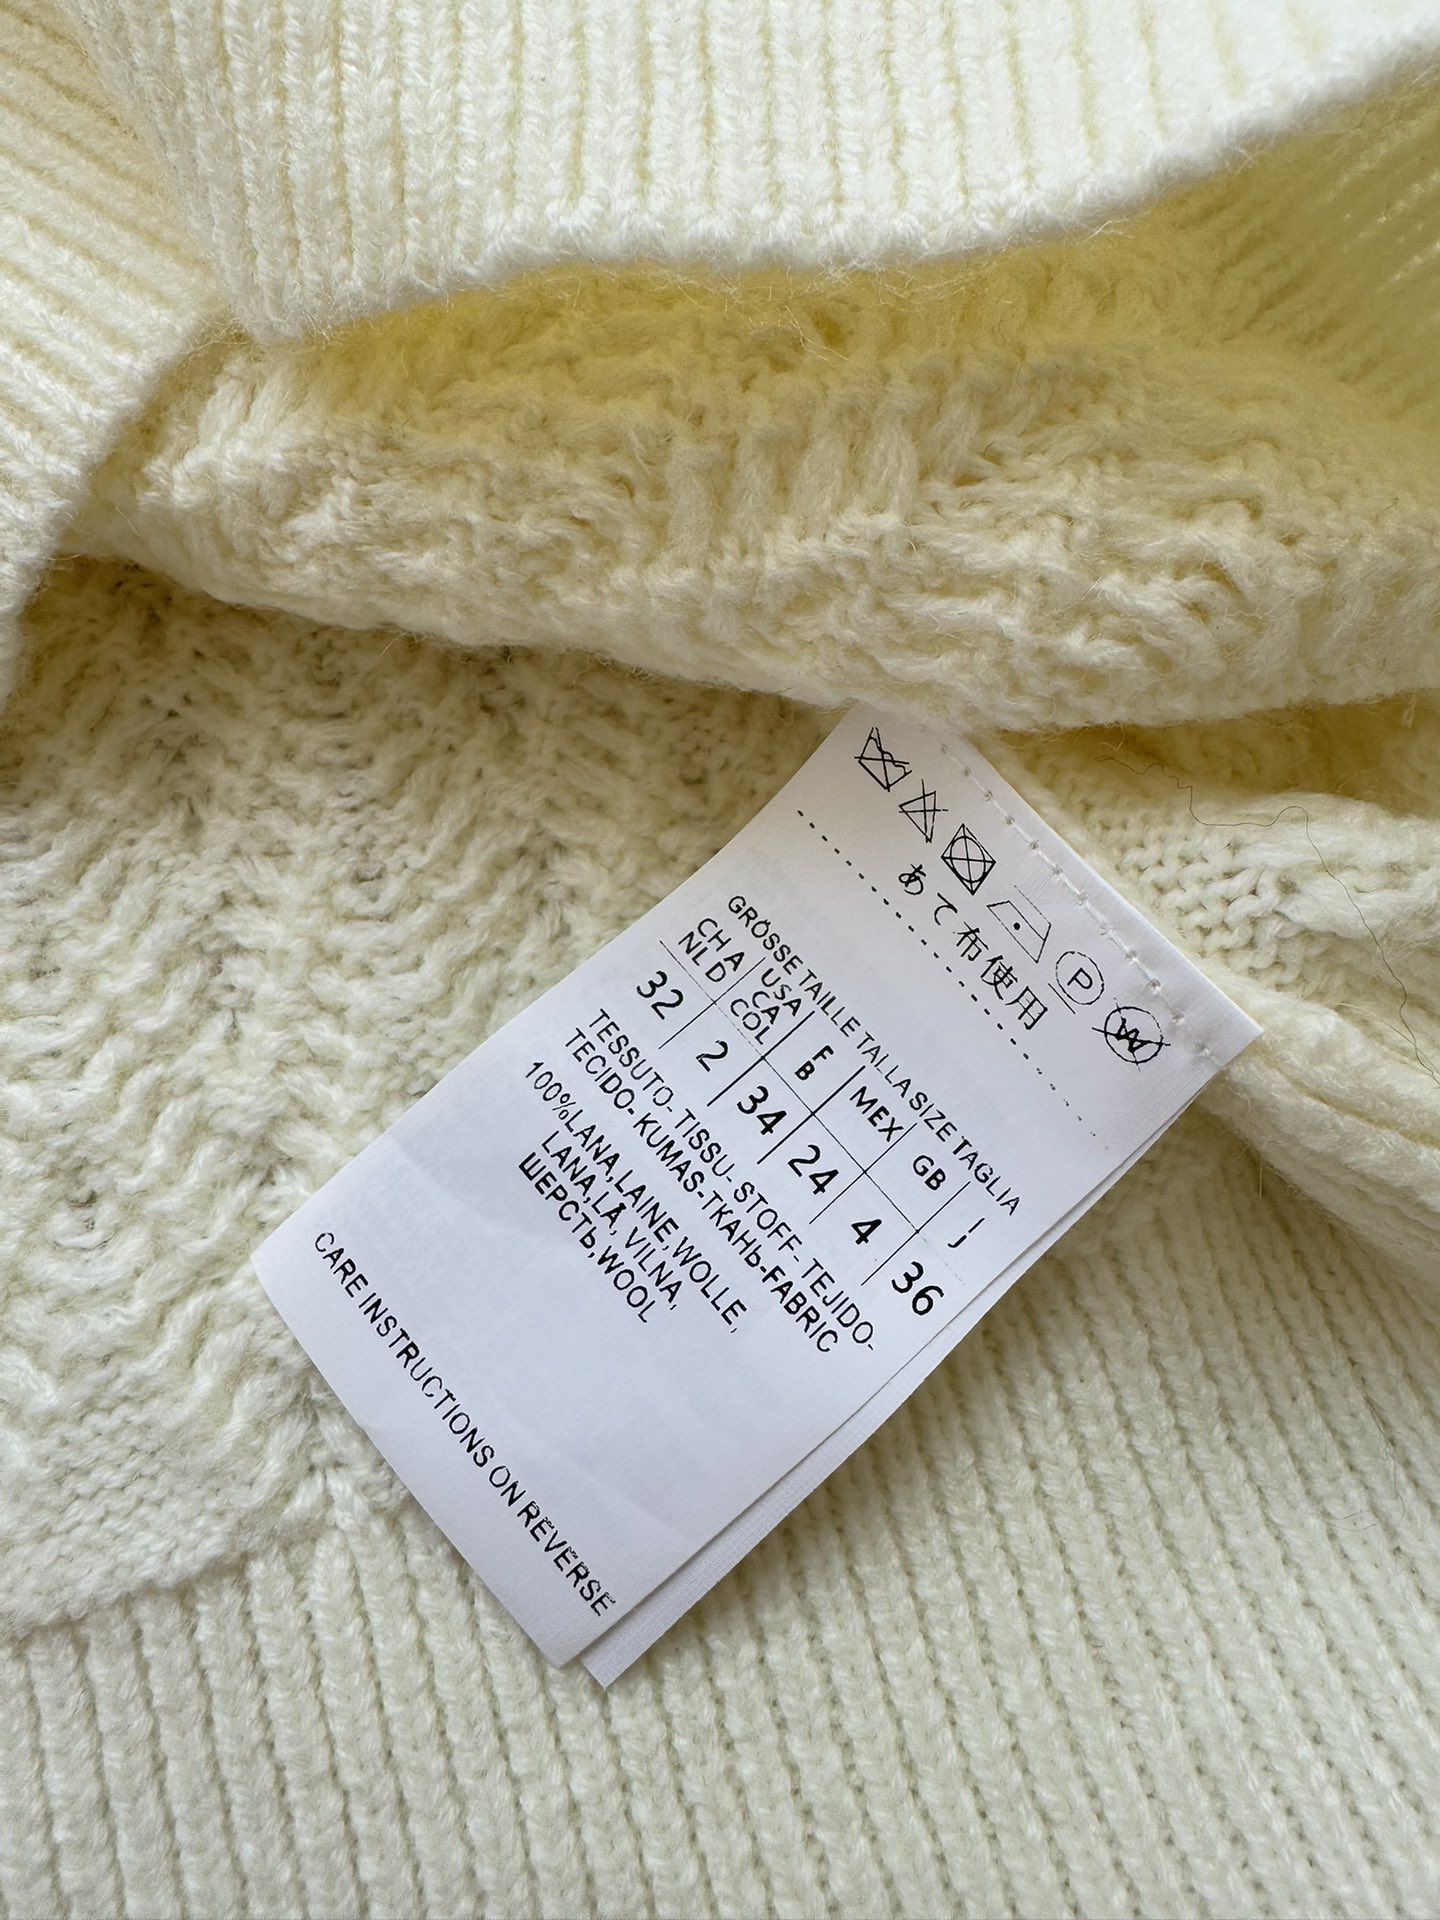 P W
あて布使用
GRÖSSE TAILLE TALLA SIZE TAGLIA
CH A USA F MEX GB I
NL D CA B J
COL
32 2 34 24 4 36
TESSUTO-TISSU-STOFF-TEJIDO-
TECIDO-KUMAS-ТКАНЬ-FABRIC
100%LANA,LAINE,WOLLE,
LANA,LÃ,VILNA,
ШЕРСТЬ,WOOL
CARE INSTRUCTIONS ON REVERSE